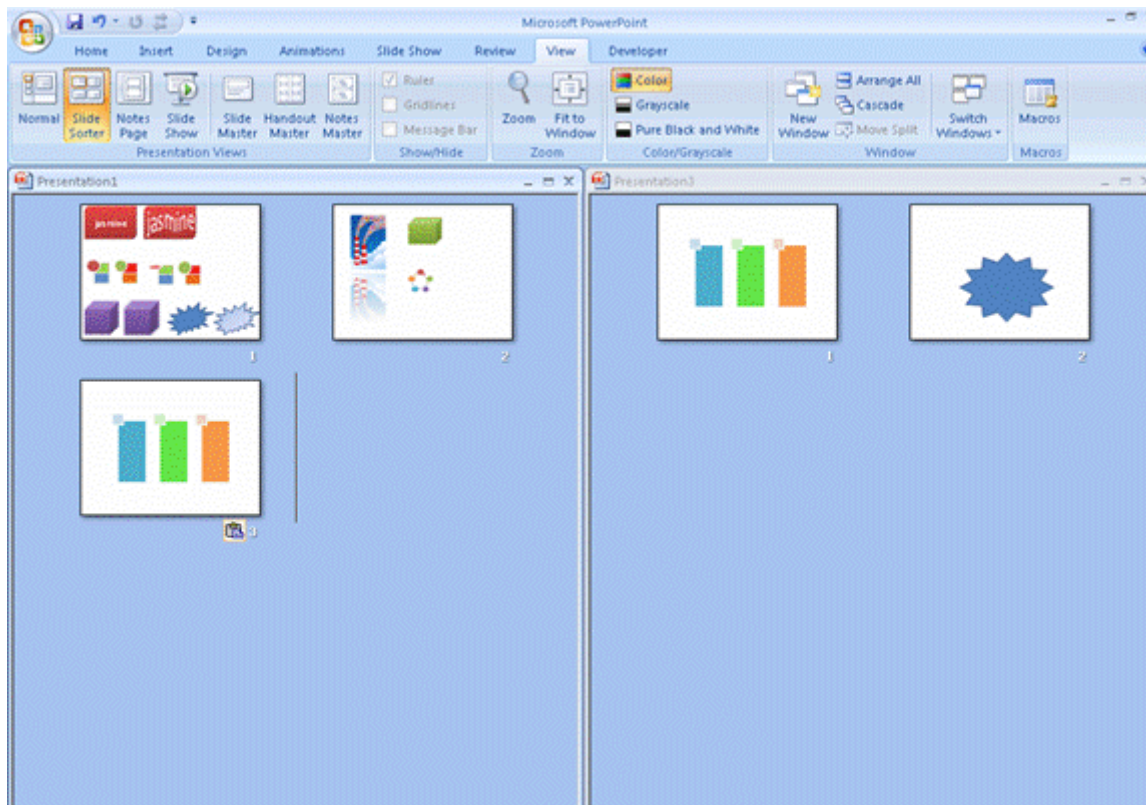 Microsoft PowerPoint
Home Insert Design Animations Slide Show Review View Developer
Normal Slide Sorter Notes Page Slide Show Slide Master Handout Master Notes Master
Presentation Views
Ruler
Gridlines
Message Bar
Show/Hide
Zoom Fit to Window
Zoom
Color
Grayscale
Pure Black and White
Color/Grayscale
New Window
Arrange All
Cascade
Move Split
Switch Windows
Window
Macros
Macros
Presentation1
Presentation3
jasmine jasmine
1 2
3
1 2